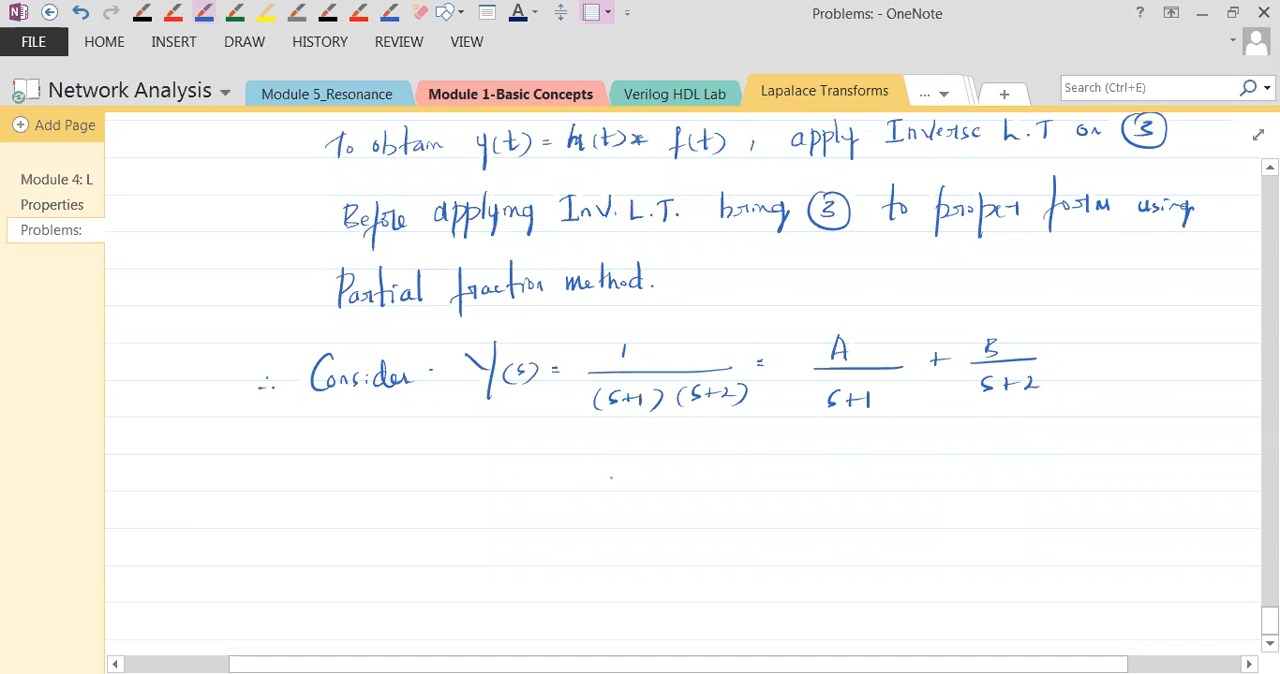 Problems: - OneNote
FILE HOME INSERT DRAW HISTORY REVIEW VIEW
Network Analysis Module 5_Resonance Module 1-Basic Concepts Verilog HDL Lab Lapalace Transforms ... Search (Ctrl+E)
Add Page
Module 4: L
Properties
Problems:
To obtain y(t) = h(t) * f(t), apply Inverse L.T on ③
Before applying Inv. L.T. bring ③ to proper form using
Partial fraction method.
∴ Consider. Y(s) = 1 / (s+1)(s+2) = A / s+1 + B / s+2